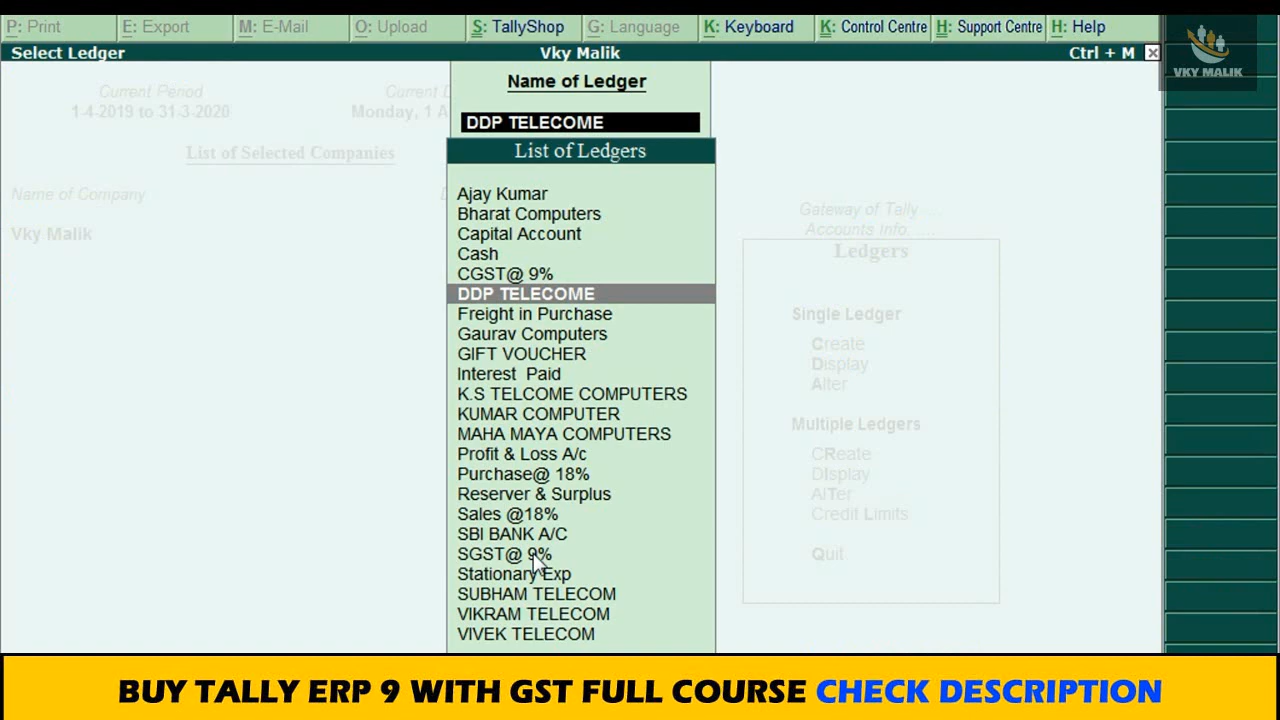 P: Print E: Export M: E-Mail O: Upload S: TallyShop G: Language K: Keyboard K: Control Centre H: Support Centre H: Help
Select Ledger Vky Malik Ctrl + M
VKY MALIK
Current Period
1-4-2019 to 31-3-2020
Current D
Monday, 1 A
List of Selected Companies
Name of Company
Vky Malik
Name of Ledger
DDP TELECOME
List of Ledgers
Ajay Kumar
Bharat Computers
Capital Account
Cash
CGST@ 9%
DDP TELECOME
Freight in Purchase
Gaurav Computers
GIFT VOUCHER
Interest Paid
K.S TELCOME COMPUTERS
KUMAR COMPUTER
MAHA MAYA COMPUTERS
Profit & Loss A/c
Purchase@ 18%
Reserver & Surplus
Sales @18%
SBI BANK A/C
SGST@ 9%
Stationary Exp
SUBHAM TELECOM
VIKRAM TELECOM
VIVEK TELECOM
Gateway of Tally ....
Accounts Info. .....
Ledgers
Single Ledger
Create
Display
Alter
Multiple Ledgers
CReate
DIsplay
AlTer
Credit Limits
Quit
BUY TALLY ERP 9 WITH GST FULL COURSE CHECK DESCRIPTION